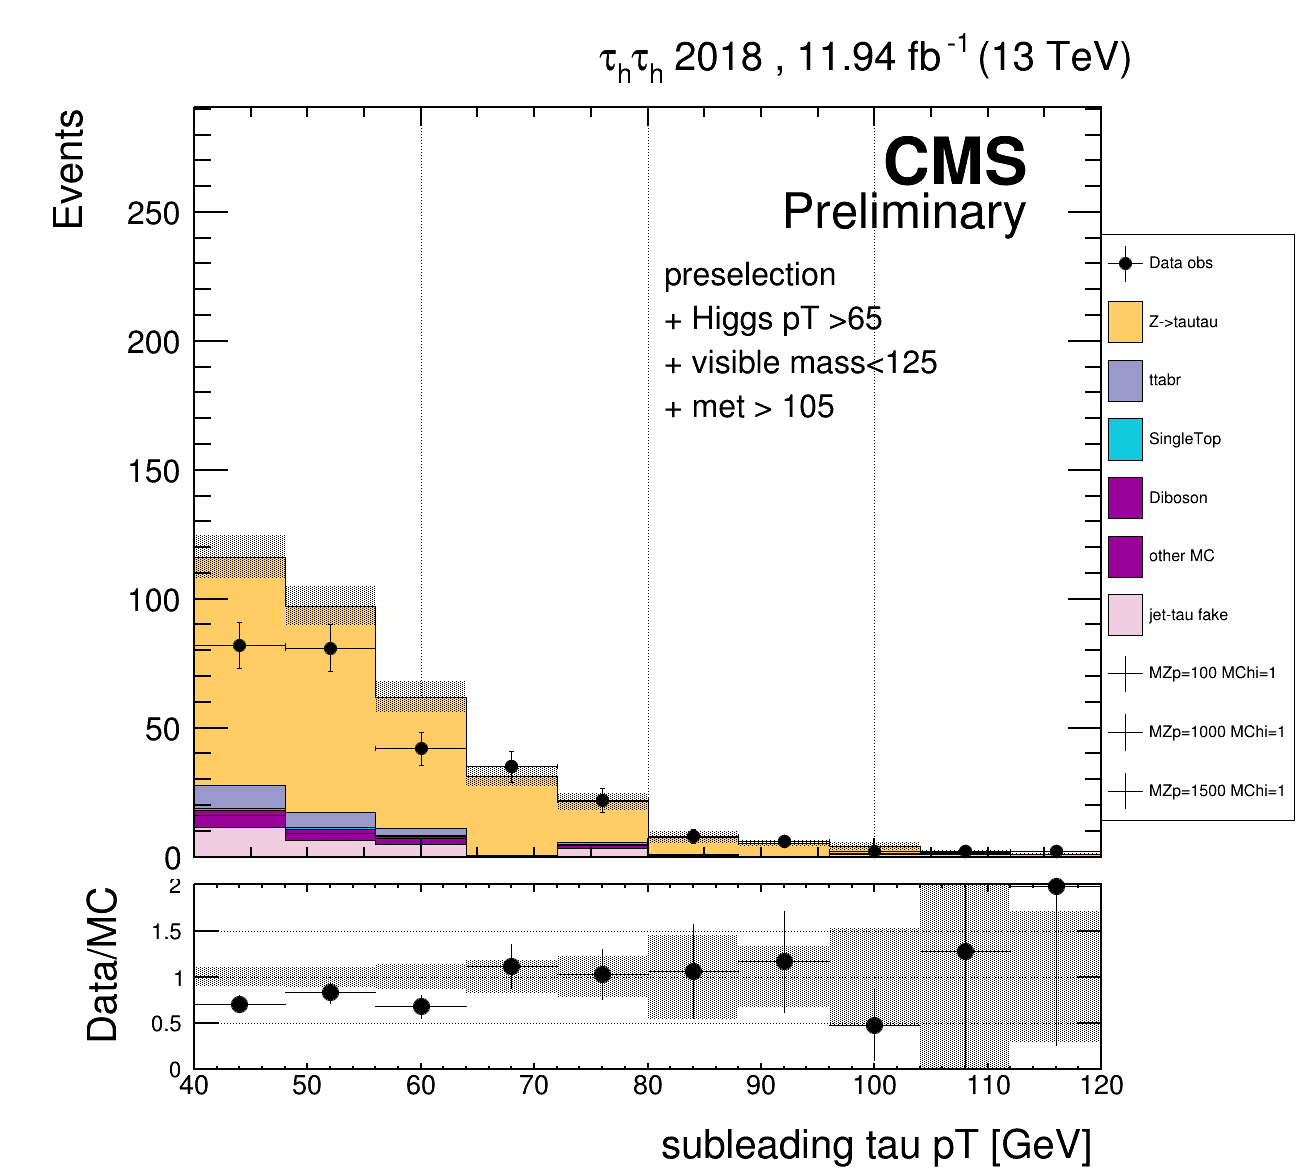 τhτh 2018 , 11.94 fb-1 (13 TeV)
Events
CMS
Preliminary
preselection
+ Higgs pT >65
+ visible mass<125
+ met > 105
250
200
150
100
50
0
Data obs
Z->tautau
ttabr
SingleTop
Diboson
other MC
jet-tau fake
MZp=100 MChi=1
MZp=1000 MChi=1
MZp=1500 MChi=1
Data/MC
2
1.5
1
0.5
0
40 50 60 70 80 90 100 110 120
subleading tau pT [GeV]